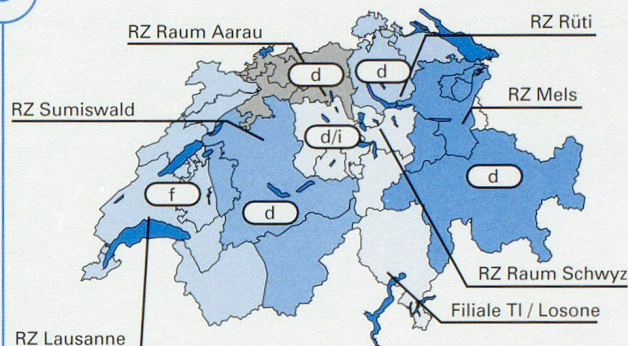 RZ Rüti
RZ Raum Aarau
d
d
RZ Mels
RZ Sumiswald
d/i
d
f
d
RZ Raum Schwyz
Filiale TI / Losone
RZ Lausanne